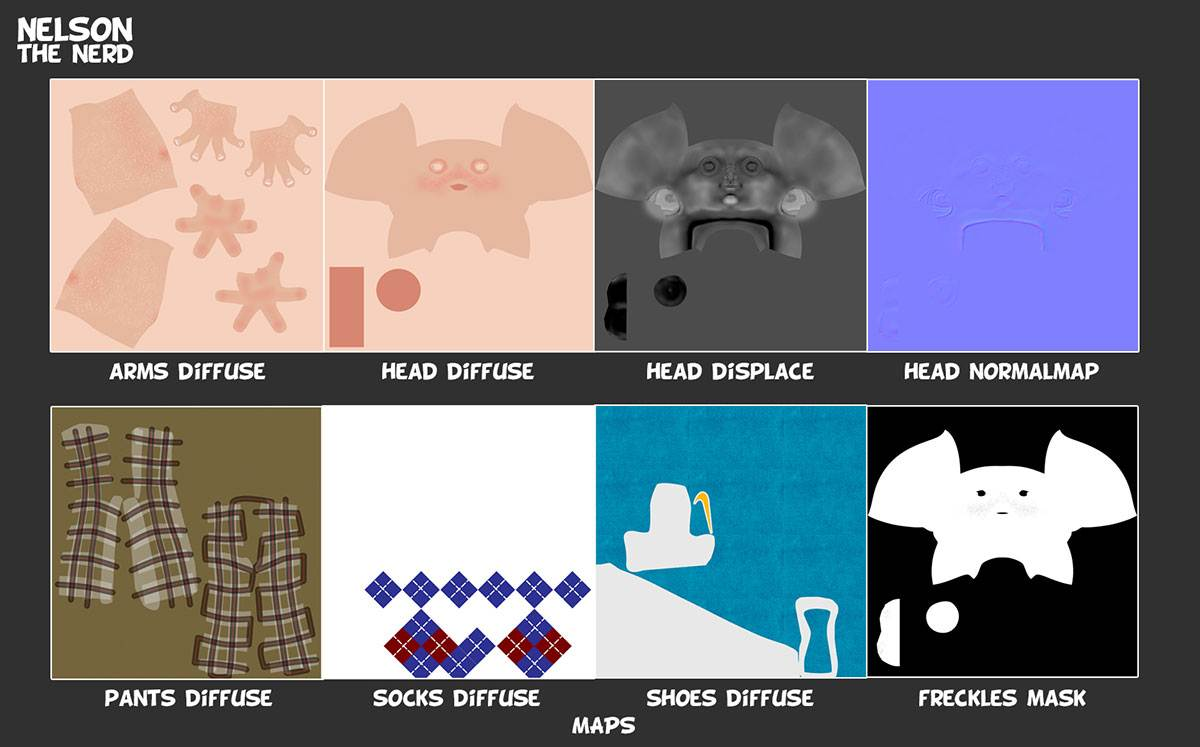 NELSON
THE NERD
ARMS DIFFUSE
HEAD DIFFUSE
HEAD DISPLACE
HEAD NORMALMAP
PANTS DIFFUSE
SOCKS DIFFUSE
SHOES DIFFUSE
FRECKLES MASK
MAPS